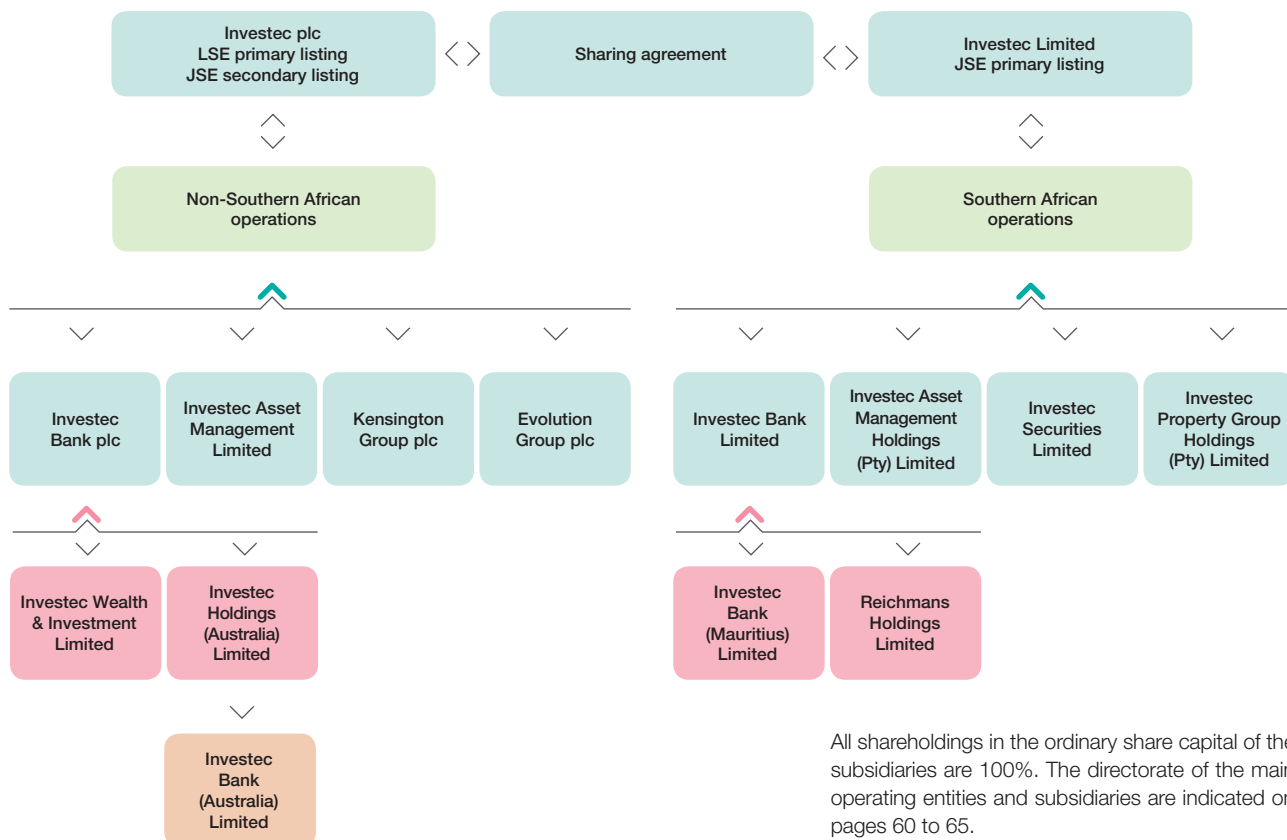 Investec plc
LSE primary listing
JSE secondary listing
Sharing agreement
Investec Limited
JSE primary listing
Non-Southern African
operations
Southern African
operations
Investec
Bank plc
Investec Asset
Management
Limited
Kensington
Group plc
Evolution
Group plc
Investec Bank
Limited
Investec Asset
Management
Holdings
(Pty) Limited
Investec
Securities
Limited
Investec
Property Group
Holdings
(Pty) Limited
Investec Wealth
& Investment
Limited
Investec
Holdings
(Australia)
Limited
Investec
Bank
(Mauritius)
Limited
Reichmans
Holdings
Limited
Investec
Bank
(Australia)
Limited
All shareholdings in the ordinary share capital of the
subsidiaries are 100%. The directorate of the main
operating entities and subsidiaries are indicated on
pages 60 to 65.